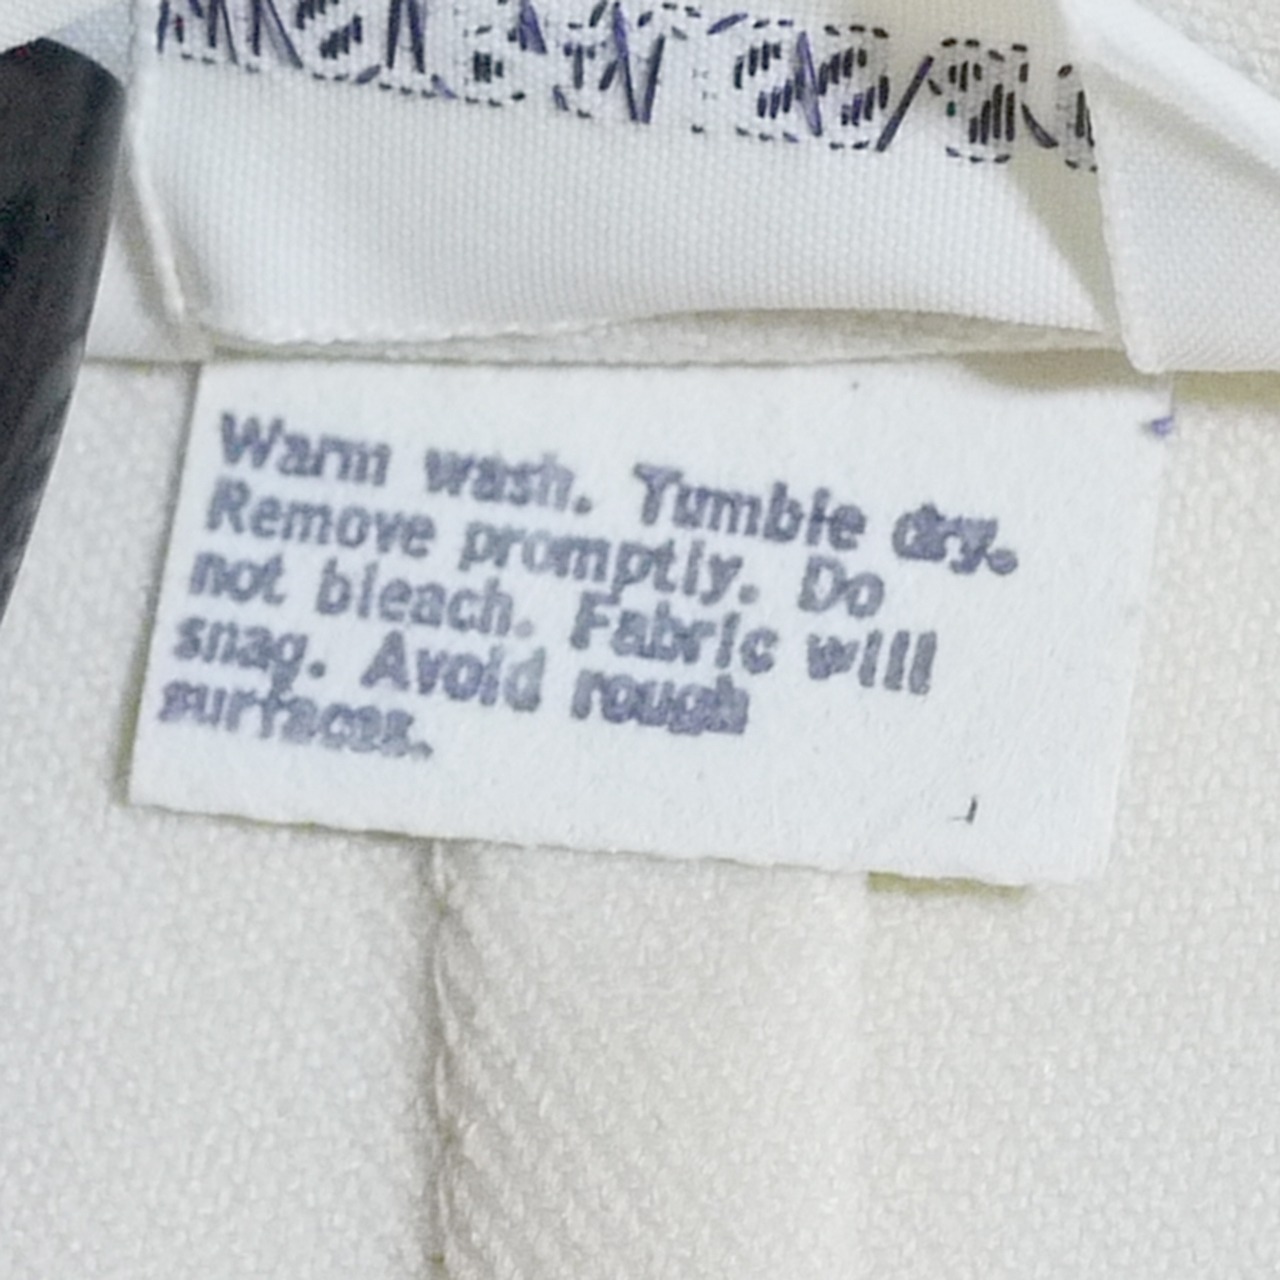 Warm wash. Tumble dry.
Remove promptly. Do
not bleach. Fabric will
snag. Avoid rough
surfaces.